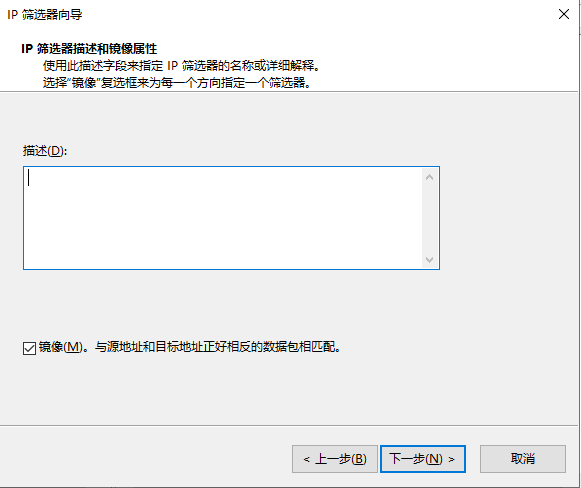 IP 筛选器向导
IP 筛选器描述和镜像属性
使用此描述字段来指定 IP 筛选器的名称或详细解释。
选择“镜像”复选框来为每一个方向指定一个筛选器。
描述(D):
镜像(M)。与源地址和目标地址正好相反的数据包相匹配。
< 上一步(B)
下一步(N) >
取消